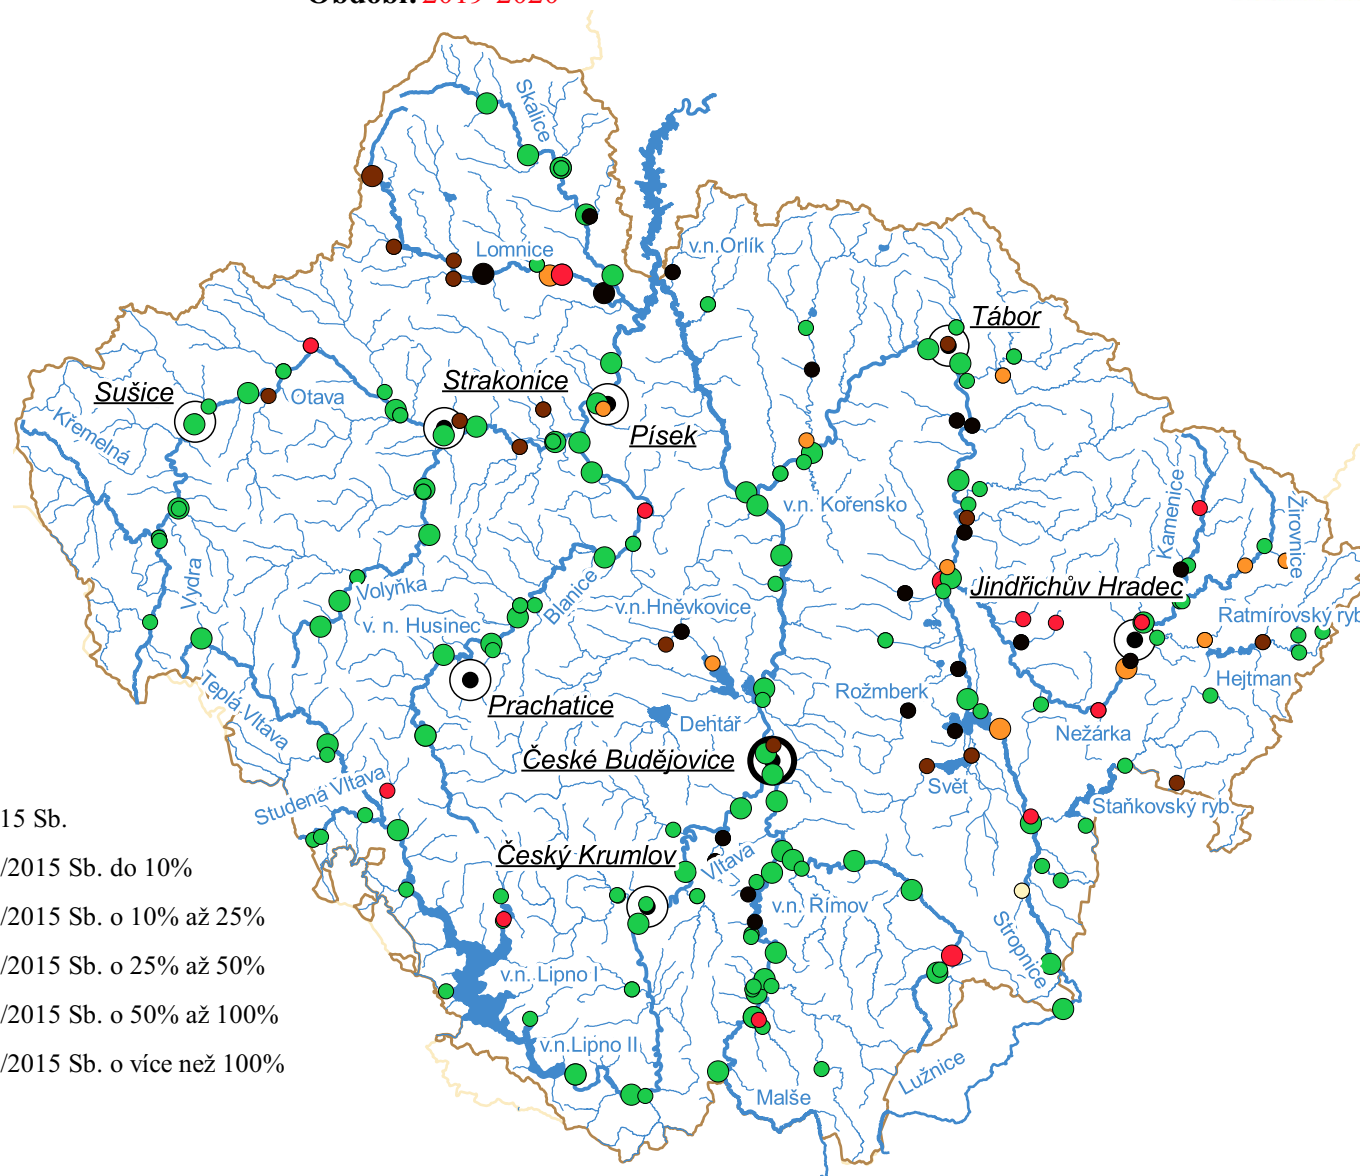 Období: 2019-2020
Skalice
Lomnice
v.n.Orlík
Tábor
Sušice
Strakonice
Otava
Křemelná
Písek
v.n. Kořensko
Kamenice
Žirovnice
Vydra
Volyňka
Blanice
v.n.Hněvkovice
Jindřichův Hradec
v. n. Husinec
Ratmírovský ryb
Hejtman
Teplá Vltava
Prachatice
Rožmberk
Dehtář
Nežárka
České Budějovice
Svět
Studená Vltava
Staňkovský ryb.
15 Sb.
Český Krumlov
Vltava
/2015 Sb. do 10%
v.n. Římov
/2015 Sb. o 10% až 25%
Stropnice
/2015 Sb. o 25% až 50%
v.n. Lipno I
/2015 Sb. o 50% až 100%
v.n.Lipno II
/2015 Sb. o více než 100%
Lužnice
Malše